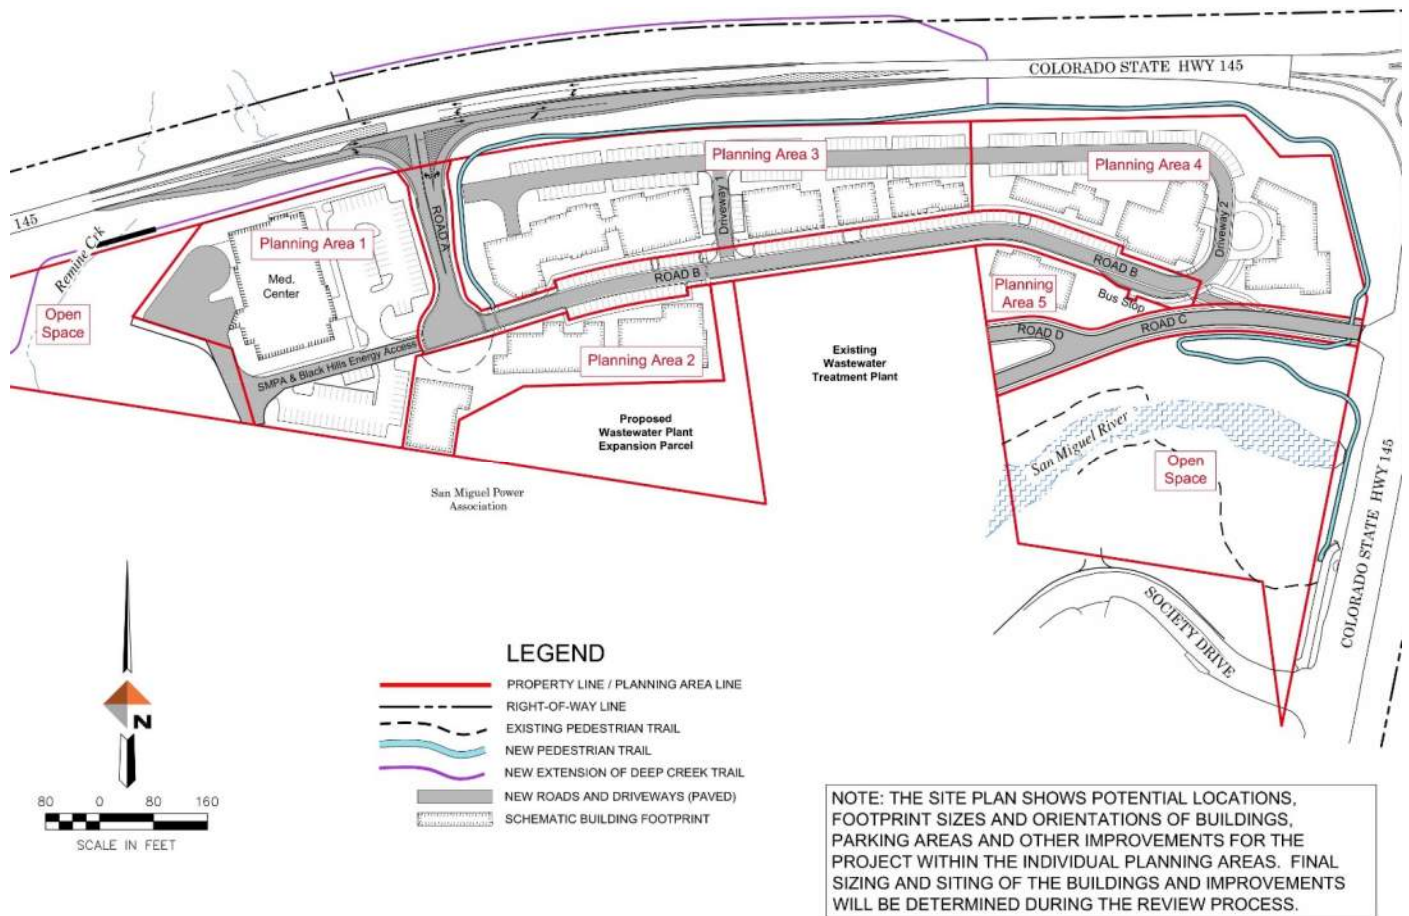 COLORADO STATE HWY 145
145
Remine Crk
Open
Space
Planning Area 1
Med.
Center
ROAD A
SMPA & Black Hills Energy Access
Planning Area 3
Driveway 1
ROAD B
Planning Area 2
Planning Area 4
Driveway 2
ROAD B
Planning
Area 5
Bus Stop
ROAD D
ROAD C
Existing
Wastewater
Treatment Plant
Proposed
Wastewater Plant
Expansion Parcel
San Miguel Power
Association
San Miguel River
Open
Space
COLORADO STATE HWY 145
SOCIETY DRIVE
N
80 0 80 160
SCALE IN FEET
LEGEND
PROPERTY LINE / PLANNING AREA LINE
RIGHT-OF-WAY LINE
EXISTING PEDESTRIAN TRAIL
NEW PEDESTRIAN TRAIL
NEW EXTENSION OF DEEP CREEK TRAIL
NEW ROADS AND DRIVEWAYS (PAVED)
SCHEMATIC BUILDING FOOTPRINT
NOTE: THE SITE PLAN SHOWS POTENTIAL LOCATIONS,
FOOTPRINT SIZES AND ORIENTATIONS OF BUILDINGS,
PARKING AREAS AND OTHER IMPROVEMENTS FOR THE
PROJECT WITHIN THE INDIVIDUAL PLANNING AREAS. FINAL
SIZING AND SITING OF THE BUILDINGS AND IMPROVEMENTS
WILL BE DETERMINED DURING THE REVIEW PROCESS.